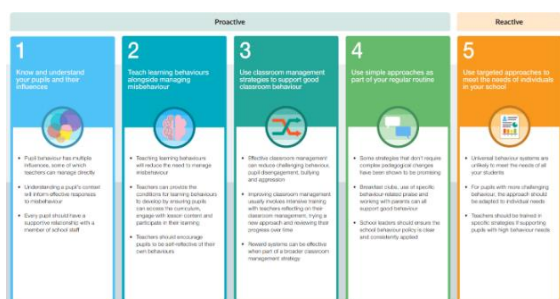 Proactive
Reactive
1
Know and understand
your pupils and their
influences
• Pupil behaviour has multiple
influences, some of which
teachers can manage directly
• Understanding a pupil's context
will inform effective responses
to misbehaviour
• Every pupil should have a
supportive relationship with a
member of school staff
2
Teach learning behaviours
alongside managing
misbehaviour
• Teaching learning behaviours
will reduce the need to manage
misbehaviour
• Teachers can provide the
conditions for learning behaviours
to develop by ensuring pupils
can access the curriculum,
engage with lesson content and
participate in their learning
• Teachers should encourage
pupils to be self-reflective of their
own behaviours
3
Use classroom management
strategies to support good
classroom behaviour
• Effective classroom management
can reduce challenging behaviour,
pupil disengagement, bullying
and aggression
• Improving classroom management
usually involves intensive training
with teachers reflecting on their
classroom management, trying a
new approach and reviewing their
progress over time
• Reward systems can be effective
when part of a broader classroom
management strategy
4
Use simple approaches as
part of your regular routine
• Some strategies that don't require
complex pedagogical changes
have been shown to be promising
• Breakfast clubs, use of specific
behaviour related praise and
working with parents can all
support good behaviour
• School leaders should ensure the
school behaviour policy is clear
and consistently applied
5
Use targeted approaches to
meet the needs of individuals
in your school
• Universal behaviour systems are
unlikely to meet the needs of all
your students
• For pupils with more challenging
behaviour, the approach should
be adapted to individual needs
• Teachers should be trained in
specific strategies if supporting
pupils with high behaviour needs